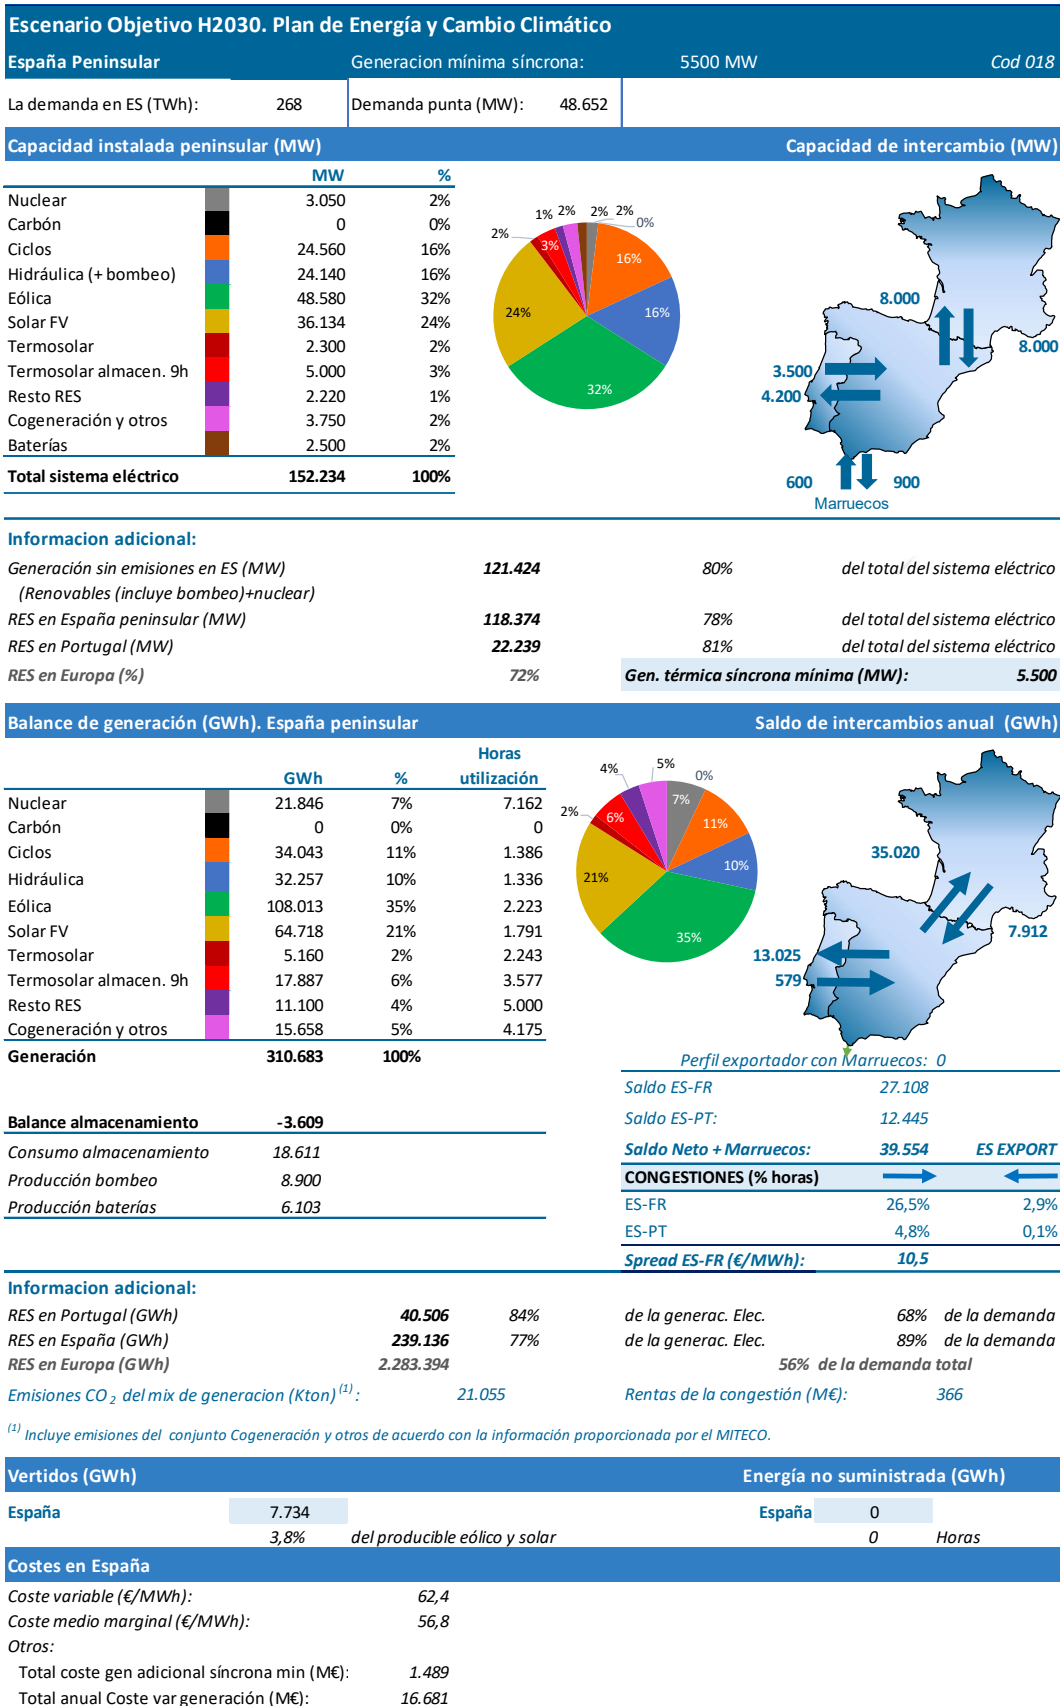 Escenario Objetivo H2030. Plan de Energía y Cambio Climático
España Peninsular Generacion mínima síncrona: 5500 MW Cod 018
La demanda en ES (TWh): 268 Demanda punta (MW): 48.652
Capacidad instalada peninsular (MW) Capacidad de intercambio (MW)
MW %
Nuclear 3.050 2%
Carbón 0 0%
Ciclos 24.560 16%
Hidráulica (+ bombeo) 24.140 16%
Eólica 48.580 32%
Solar FV 36.134 24%
Termosolar 2.300 2%
Termosolar almacen. 9h 5.000 3%
Resto RES 2.220 1%
Cogeneración y otros 3.750 2%
Baterías 2.500 2%
Total sistema eléctrico 152.234 100%
1% 2% 2% 2%
0%
2%
3%
16%
24%
16%
32%
8.000
8.000
3.500
4.200
600 900
Marruecos
Informacion adicional:
Generación sin emisiones en ES (MW) 121.424 80% del total del sistema eléctrico
(Renovables (incluye bombeo)+nuclear)
RES en España peninsular (MW) 118.374 78% del total del sistema eléctrico
RES en Portugal (MW) 22.239 81% del total del sistema eléctrico
RES en Europa (%) 72% Gen. térmica síncrona mínima (MW): 5.500
Balance de generación (GWh). España peninsular Saldo de intercambios anual (GWh)
Horas
GWh % utilización
Nuclear 21.846 7% 7.162
Carbón 0 0% 0
Ciclos 34.043 11% 1.386
Hidráulica 32.257 10% 1.336
Eólica 108.013 35% 2.223
Solar FV 64.718 21% 1.791
Termosolar 5.160 2% 2.243
Termosolar almacen. 9h 17.887 6% 3.577
Resto RES 11.100 4% 5.000
Cogeneración y otros 15.658 5% 4.175
Generación 310.683 100%
5%
4%
0%
7%
2%
6%
11%
10%
21%
35%
35.020
7.912
13.025
579
Perfil exportador con Marruecos: 0
Saldo ES-FR 27.108
Saldo ES-PT: 12.445
Saldo Neto + Marruecos: 39.554 ES EXPORT
CONGESTIONES (% horas)
ES-FR 26,5% 2,9%
ES-PT 4,8% 0,1%
Spread ES-FR (€/MWh): 10,5
Balance almacenamiento -3.609
Consumo almacenamiento 18.611
Producción bombeo 8.900
Producción baterías 6.103
Informacion adicional:
RES en Portugal (GWh) 40.506 84% de la generac. Elec. 68% de la demanda
RES en España (GWh) 239.136 77% de la generac. Elec. 89% de la demanda
RES en Europa (GWh) 2.283.394 56% de la demanda total
Emisiones CO2 del mix de generacion (Kton) (1) : 21.055 Rentas de la congestión (M€): 366
(1) Incluye emisiones del conjunto Cogeneración y otros de acuerdo con la información proporcionada por el MITECO.
Vertidos (GWh) Energía no suministrada (GWh)
España 7.734 España 0
3,8% del producible eólico y solar 0 Horas
Costes en España
Coste variable (€/MWh): 62,4
Coste medio marginal (€/MWh): 56,8
Otros:
Total coste gen adicional síncrona min (M€): 1.489
Total anual Coste var generación (M€): 16.681